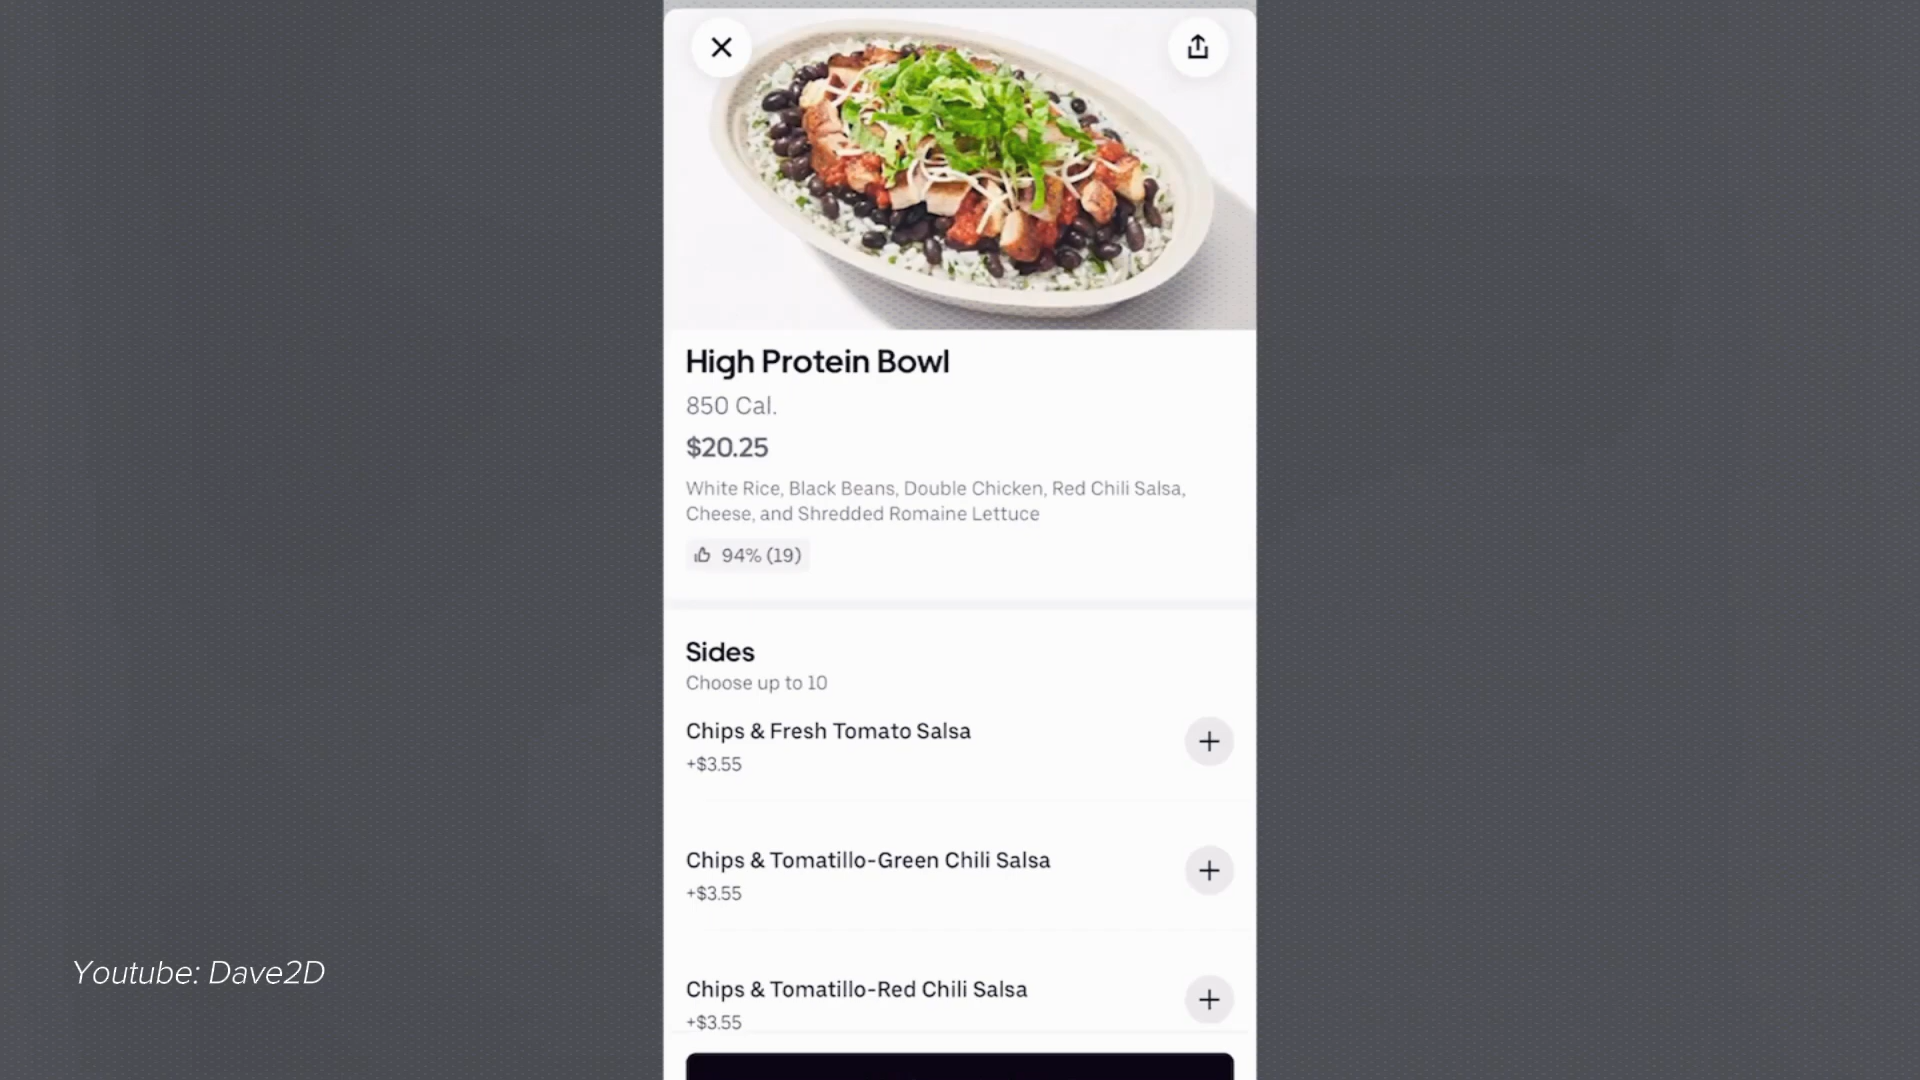 High Protein Bowl
850 Cal.
$20.25
White Rice, Black Beans, Double Chicken, Red Chili Salsa,
Cheese, and Shredded Romaine Lettuce
94% (19)
Sides
Choose up to 10
Chips & Fresh Tomato Salsa
+$3.55
Chips & Tomatillo-Green Chili Salsa
+$3.55
Chips & Tomatillo-Red Chili Salsa
+$3.55
Youtube: Dave2D